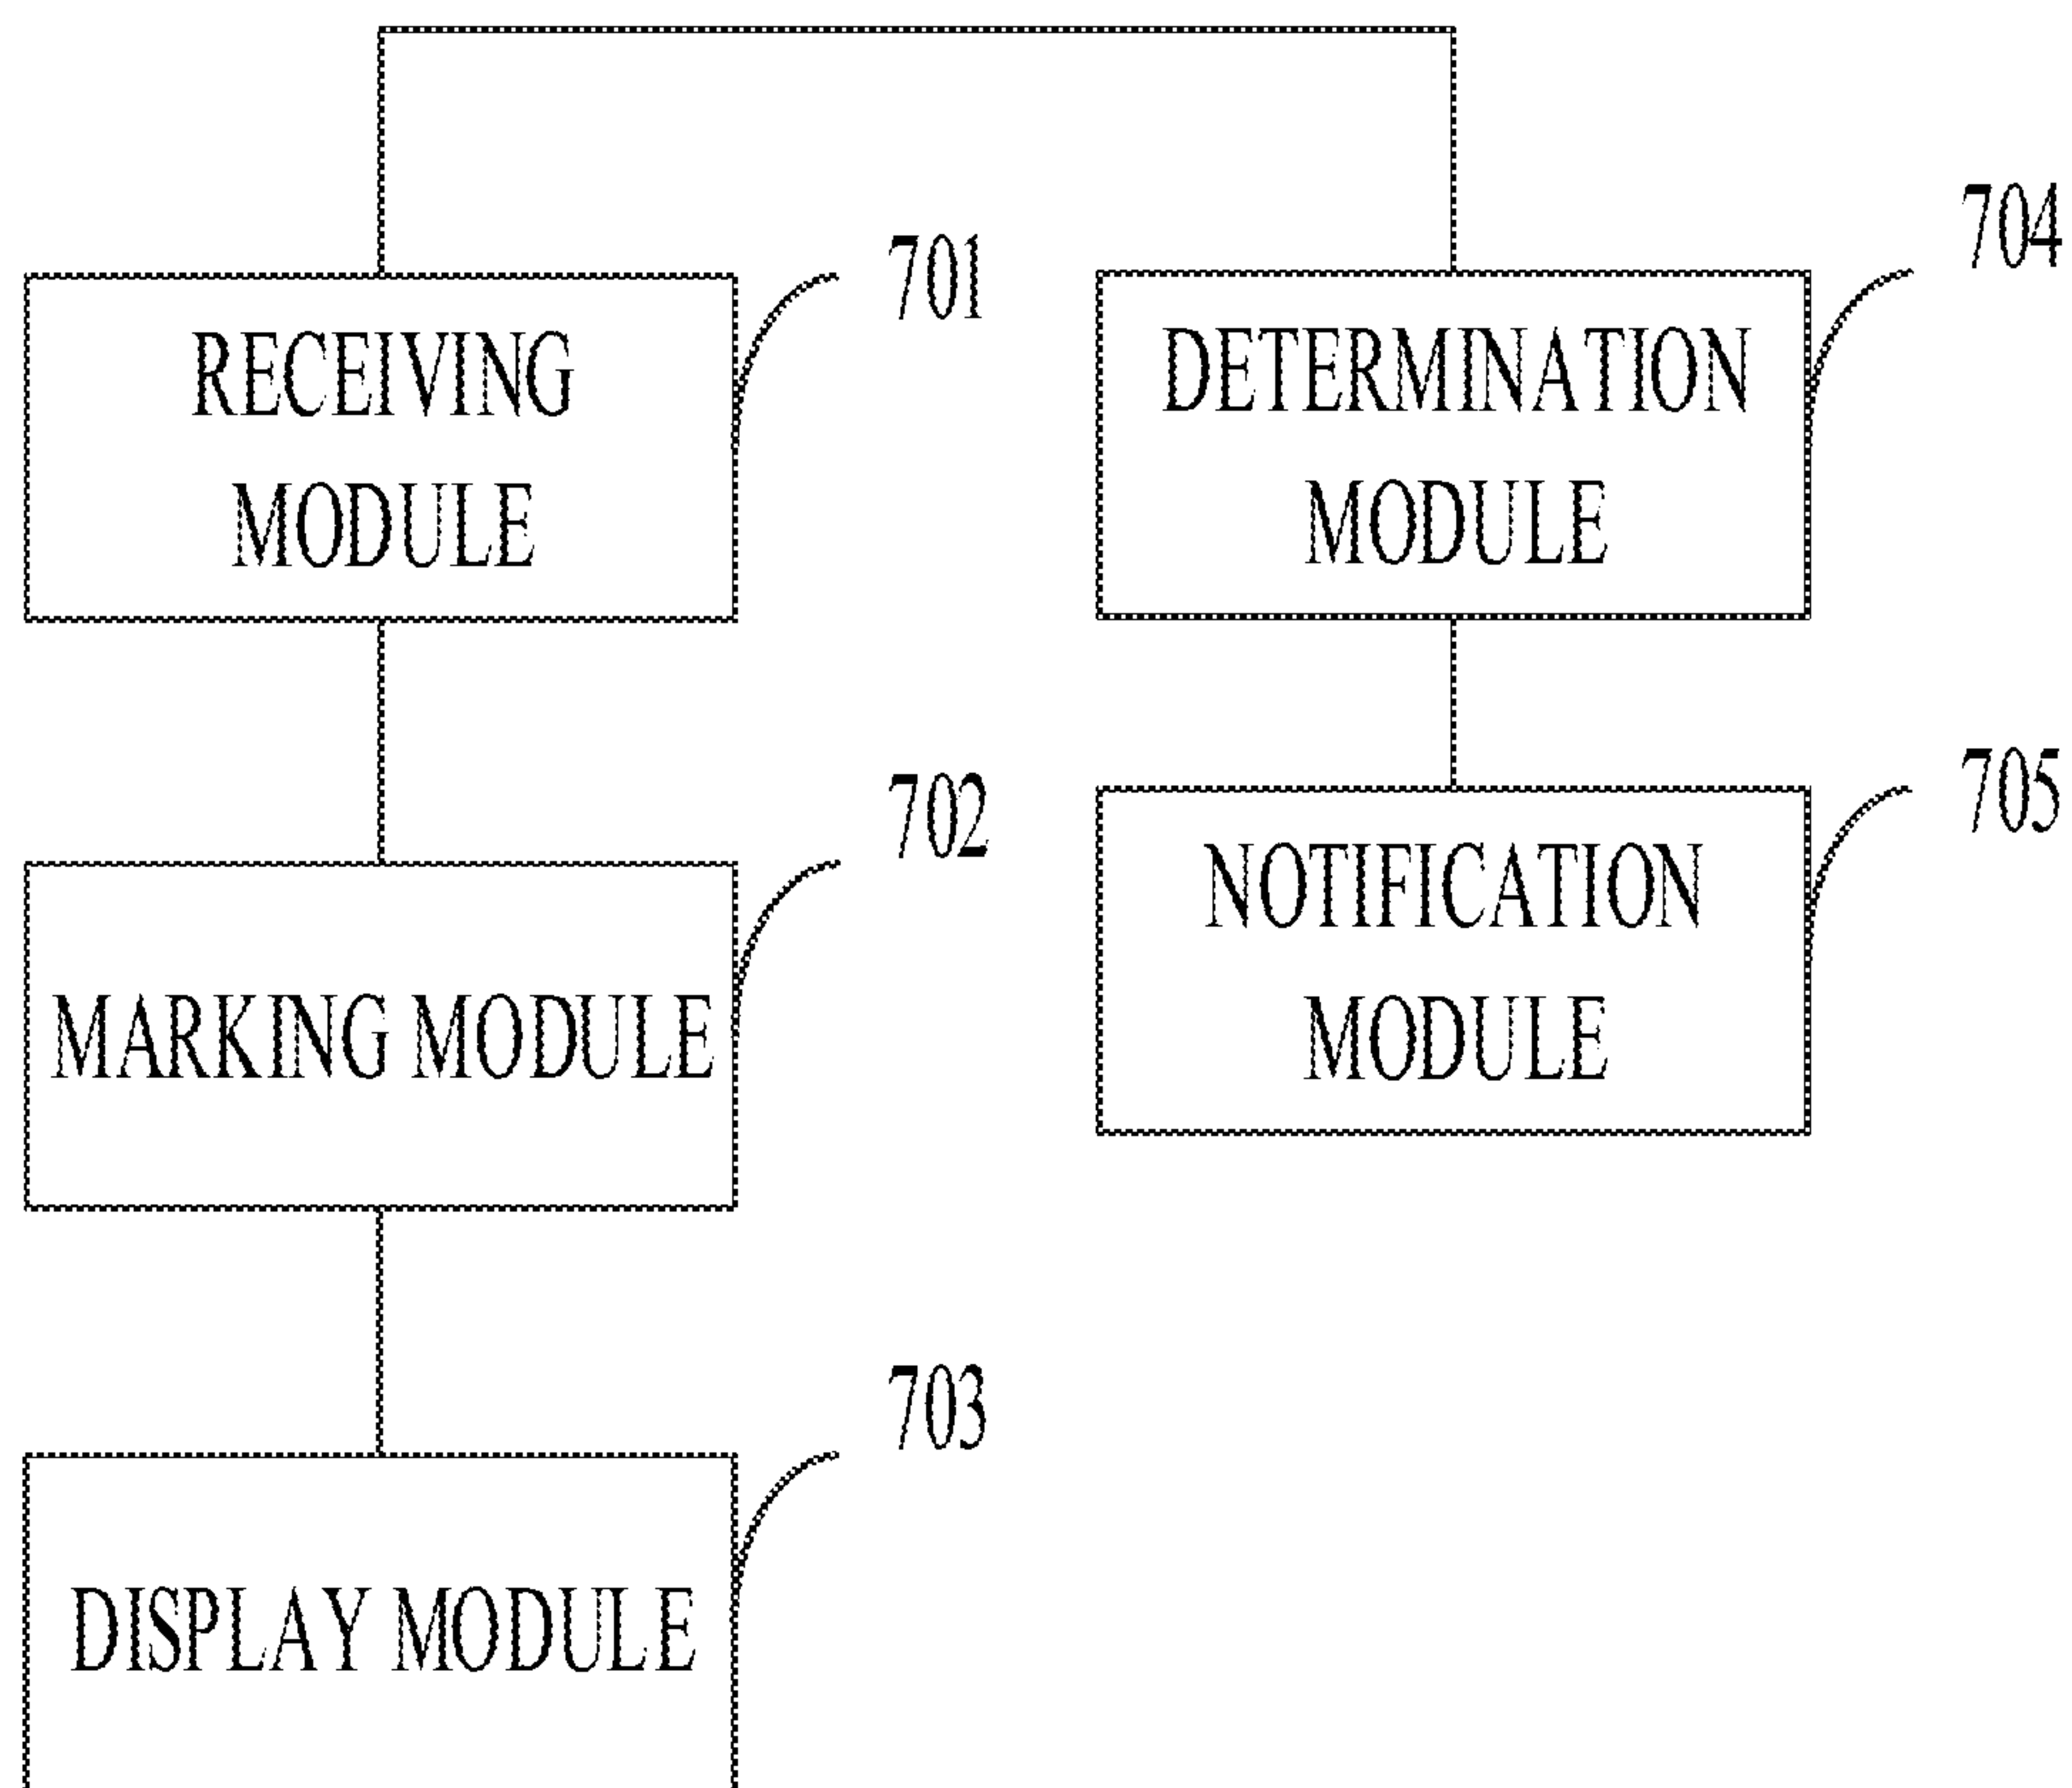 701
RECEIVING
MODULE
702
MARKING MODULE
703
DISPLAY MODULE
704
DETERMINATION
MODULE
705
NOTIFICATION
MODULE